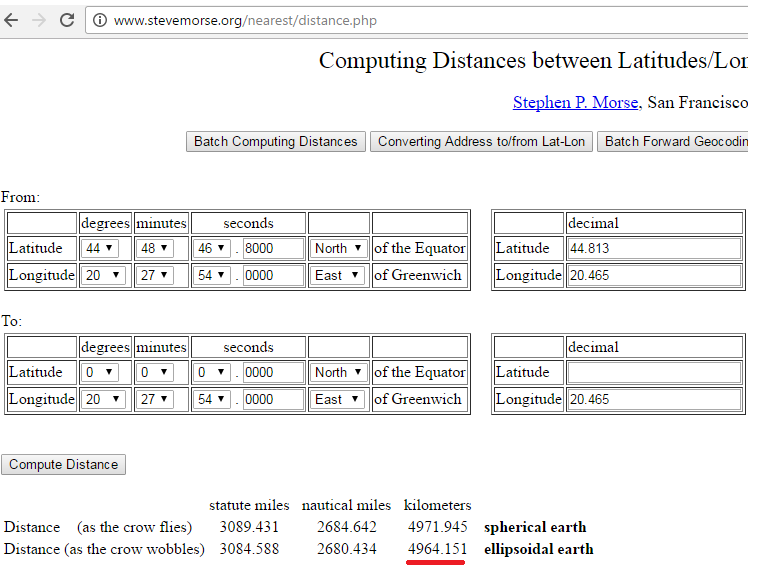 www.stevemorse.org/nearest/distance.php
Computing Distances between Latitudes/Lon
Stephen P. Morse, San Francisco
Batch Computing Distances Converting Address to/from Lat-Lon Batch Forward Geocodin
From:
degrees minutes seconds decimal
Latitude 44 48 46 . 8000 North of the Equator Latitude 44.813
Longitude 20 27 54 . 0000 East of Greenwich Longitude 20.465
To:
degrees minutes seconds decimal
Latitude 0 0 0 . 0000 North of the Equator Latitude
Longitude 20 27 54 . 0000 East of Greenwich Longitude 20.465
Compute Distance
statute miles nautical miles kilometers
Distance (as the crow flies) 3089.431 2684.642 4971.945 spherical earth
Distance (as the crow wobbles) 3084.588 2680.434 4964.151 ellipsoidal earth